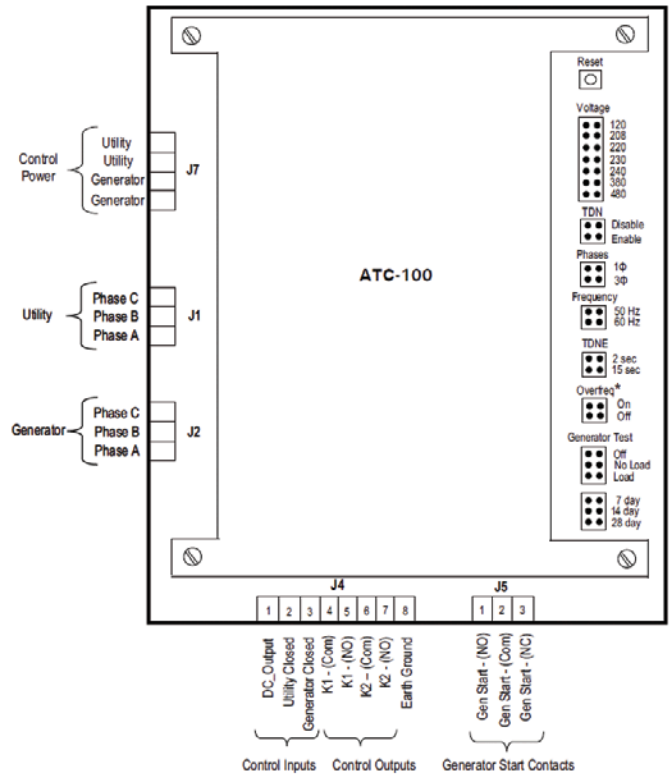 Reset
Voltage
120
208
220
230
240
380
480
TDN
Disable
Enable
Phases
1Φ
3Φ
Frequency
50 Hz
60 Hz
TDNE
2 sec
15 sec
Overfreq*
On
Off
Generator Test
Off
No Load
Load
7 day
14 day
28 day
ATC-100
Control
Power
Utility
Utility
Generator
Generator
J7
Utility
Phase C
Phase B
Phase A
J1
Generator
Phase C
Phase B
Phase A
J2
J4
1 2 3 4 5 6 7 8
DC_Output
Utility Closed
Generator Closed
K1 - (Com)
K1 - (NO)
K2 – (Com)
K2 - (NO)
Earth Ground
Control Inputs
Control Outputs
J5
1 2 3
Gen Start - (NO)
Gen Start - (Com)
Gen Start - (NC)
Generator Start Contacts